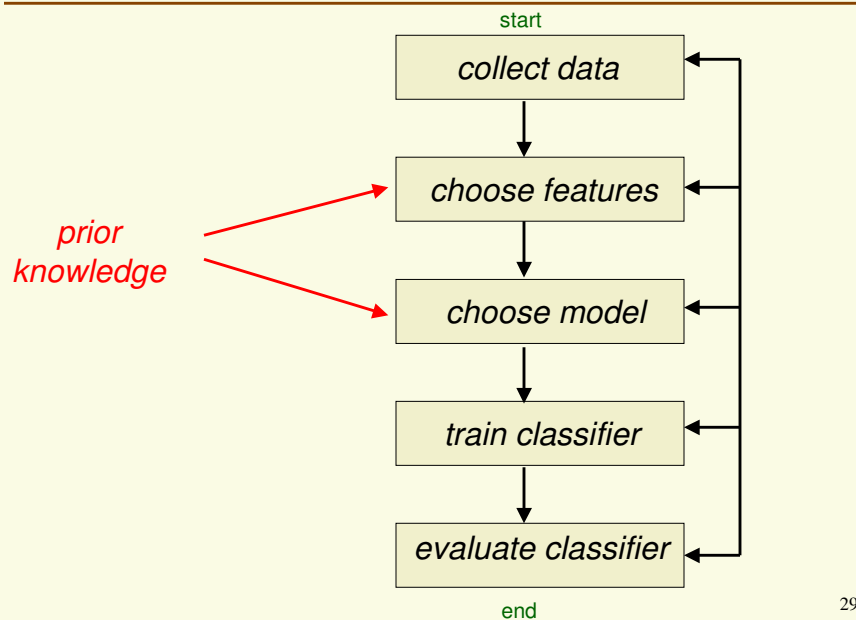 start
collect data
choose features
prior
knowledge
choose model
train classifier
evaluate classifier
end
29